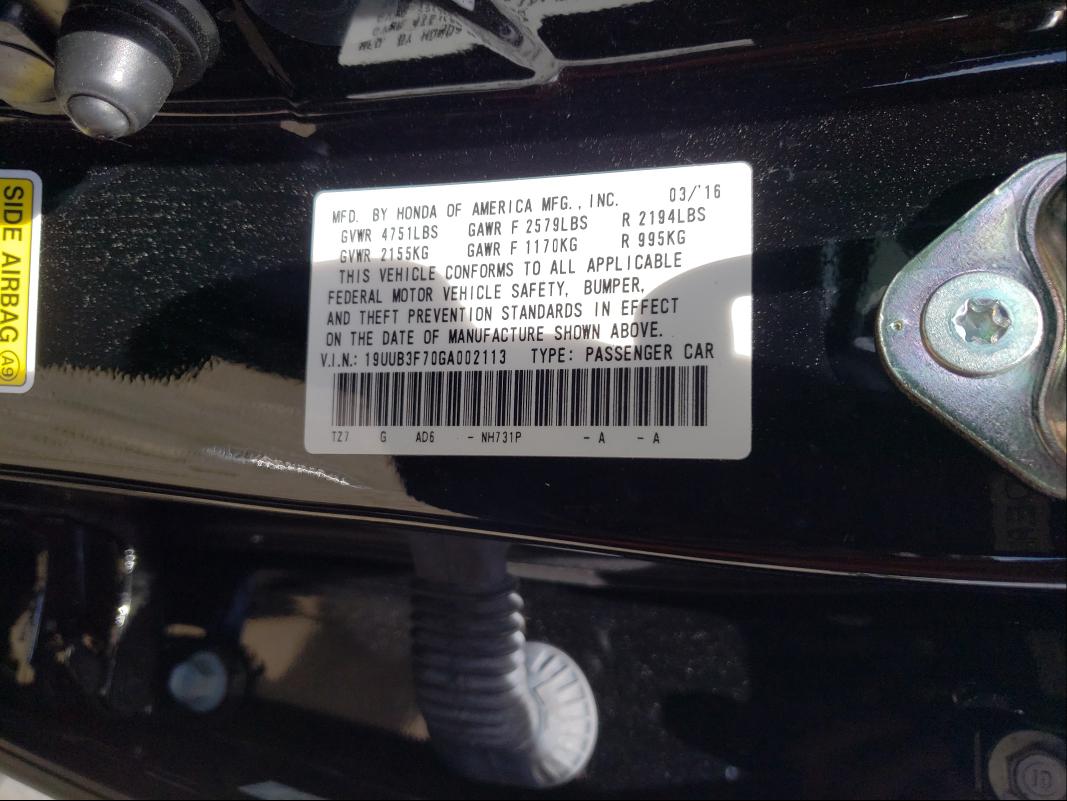 MFD. BY HONDA OF AMERICA MFG., INC. 03/'16
GVWR 4751LBS GAWR F 2579LBS R 2194LBS
GVWR 2155KG GAWR F 1170KG R 995KG
THIS VEHICLE CONFORMS TO ALL APPLICABLE
FEDERAL MOTOR VEHICLE SAFETY, BUMPER,
AND THEFT PREVENTION STANDARDS IN EFFECT
ON THE DATE OF MANUFACTURE SHOWN ABOVE.
V.I.N.: 19UUB3F70GA002113 TYPE: PASSENGER CAR
TZ7 G AD6 - NH731P - A - A
SIDE AIRBAG A9